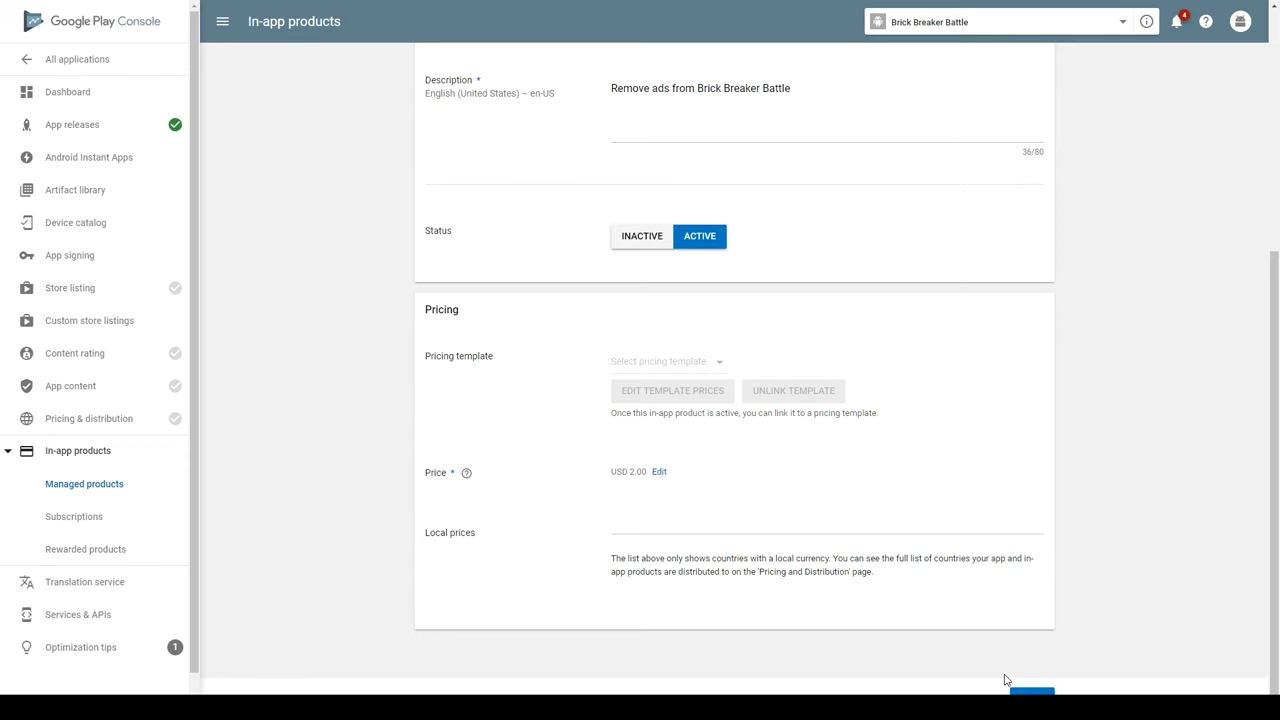 Google Play Console
In-app products
Brick Breaker Battle
4
All applications
Dashboard
App releases
Android Instant Apps
Artifact library
Device catalog
App signing
Store listing
Custom store listings
Content rating
App content
Pricing & distribution
In-app products
Managed products
Subscriptions
Rewarded products
Translation service
Services & APIs
Optimization tips
1
Description *
English (United States) – en-US
Remove ads from Brick Breaker Battle
36/80
Status
INACTIVE
ACTIVE
Pricing
Pricing template
Select pricing template
EDIT TEMPLATE PRICES
UNLINK TEMPLATE
Once this in-app product is active, you can link it to a pricing template.
Price *
USD 2.00 Edit
Local prices
The list above only shows countries with a local currency. You can see the full list of countries your app and in-
app products are distributed to on the 'Pricing and Distribution' page.